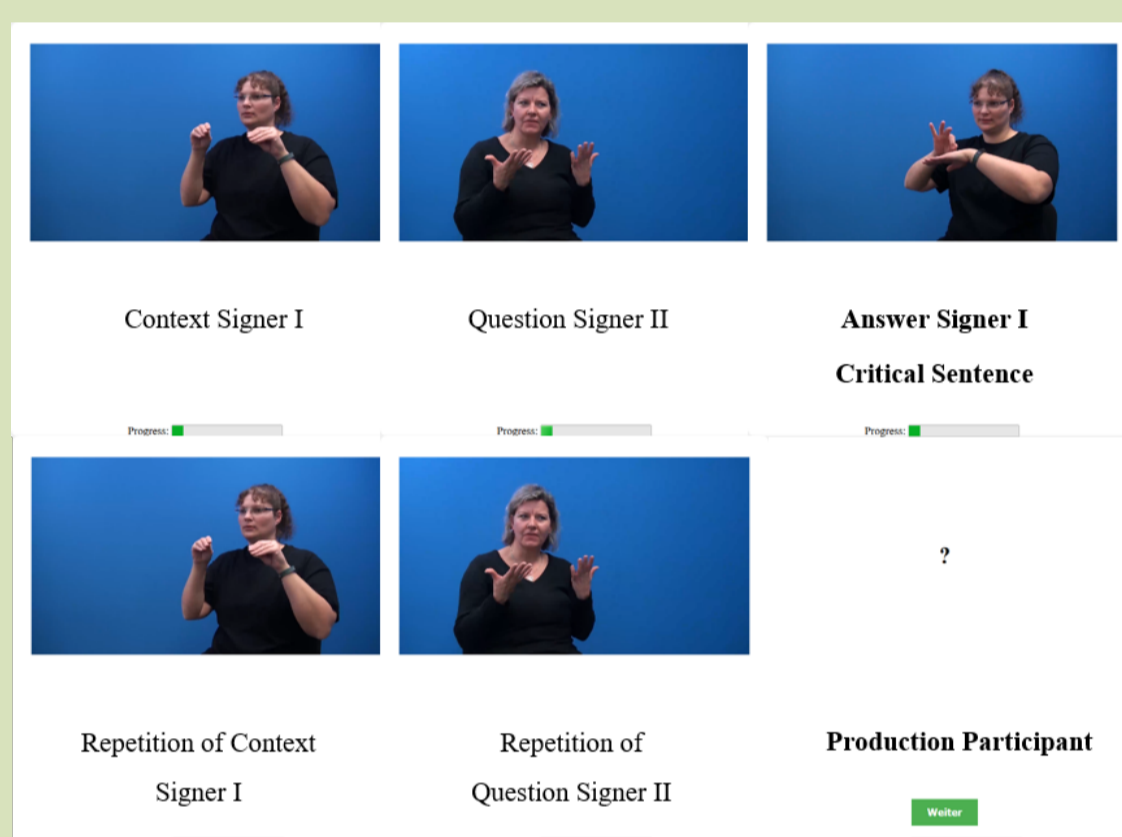 Context Signer I
Question Signer II
Answer Signer I
Critical Sentence
Progress:
Progress:
Progress:
Repetition of Context
Signer I
Repetition of
Question Signer II
?
Production Participant
Weiter